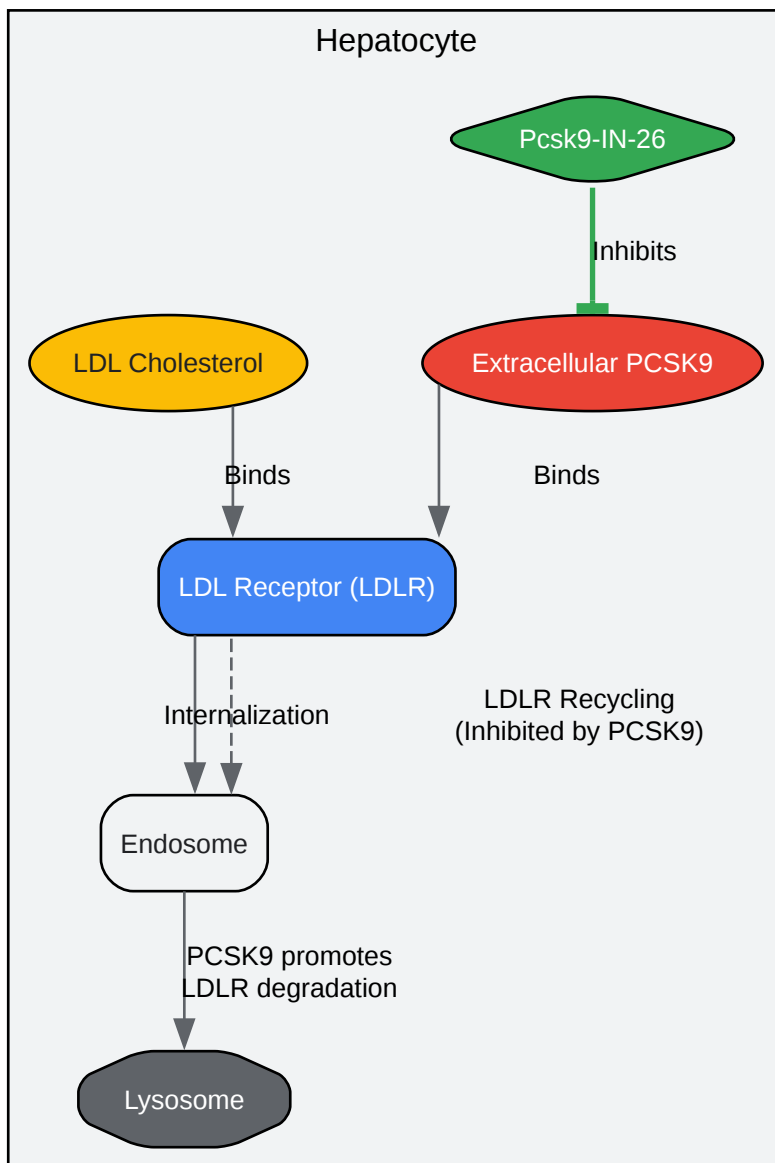 Hepatocyte
Pcsk9-IN-26
Inhibits
LDL Cholesterol
Extracellular PCSK9
Binds
Binds
LDL Receptor (LDLR)
Internalization
LDLR Recycling
(Inhibited by PCSK9)
Endosome
PCSK9 promotes
LDLR degradation
Lysosome